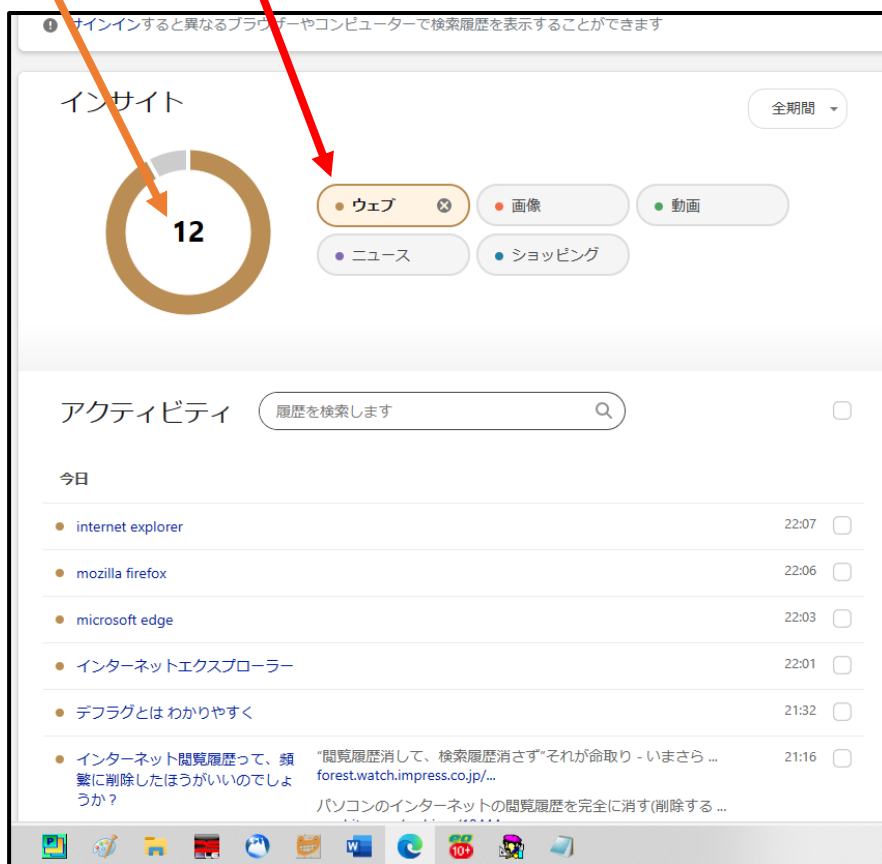 サインインすると異なるブラウザーやコンピューターで検索履歴を表示することができます
インサイト
全期間
12
ウェブ
画像
動画
ニュース
ショッピング
アクティビティ
履歴を検索します
今日
internet explorer 22:07
mozilla firefox 22:06
microsoft edge 22:03
インターネットエクスプローラー 22:01
デフラグとは わかりやすく 21:32
インターネット閲覧履歴って、頻
繁に削除したほうがいいのでしょ
うか？
"閲覧履歴消して、検索履歴消さず"それが命取り - いまさら ... 21:16
forest.watch.impress.co.jp/...
パソコンのインターネットの閲覧履歴を完全に消す(削除する ...
10+